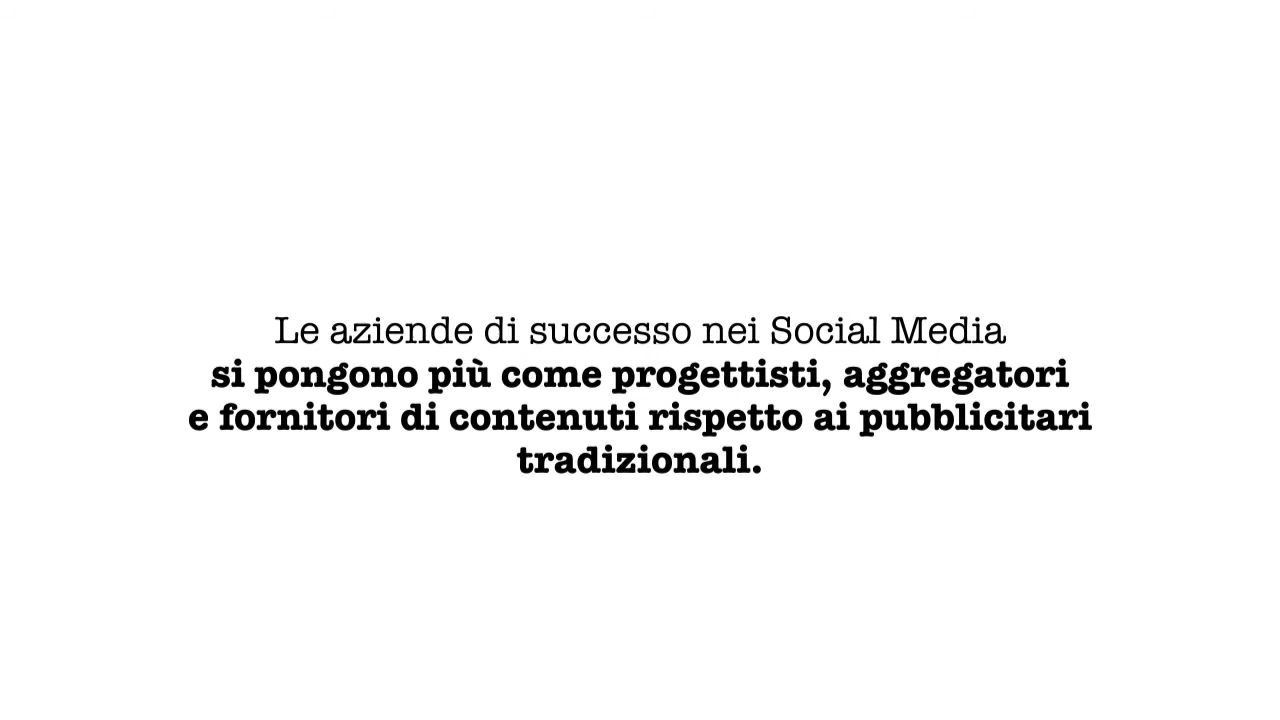 Le aziende di successo nei Social Media
si pongono più come progettisti, aggregatori
e fornitori di contenuti rispetto ai pubblicitari
tradizionali.